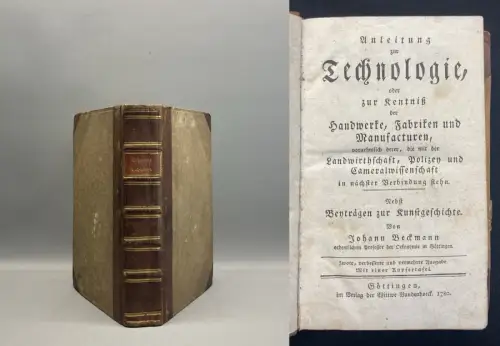 Anleitung
zur
Technologie,
oder
zur Kentniß
der
Handwerke, Fabriken und
Manufacturen,
vornehmlich derer, die mit der
Landwirthschaft, Polizey und
Cameralwissenschaft
in nächster Verbindung stehn.
Nebst
Beyträgen zur Kunstgeschichte.
Von
Johann Beckmann
ordentlichem Professor der Oekonomie in Göttingen.
Zweyte, verbesserte und vermehrte Ausgabe.
Mit einer Kupfertafel.
Göttingen,
im Verlag der Wittwe Vandenhoeck. 1780.